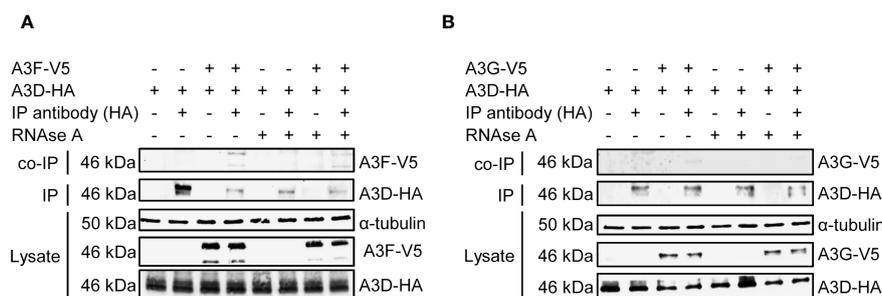 A
A3F-V5 - - + + - - + +
A3D-HA + + + + + + + +
IP antibody (HA) - + - + - + - +
RNAse A - - - - + + + +
co-IP 46 kDa A3F-V5
IP 46 kDa A3D-HA
50 kDa α-tubulin
Lysate 46 kDa A3F-V5
46 kDa A3D-HA
B
A3G-V5 - - + + - - + +
A3D-HA + + + + + + + +
IP antibody (HA) - + - + - + - +
RNAse A - - - - + + + +
co-IP 46 kDa A3G-V5
IP 46 kDa A3D-HA
50 kDa α-tubulin
Lysate 46 kDa A3G-V5
46 kDa A3D-HA